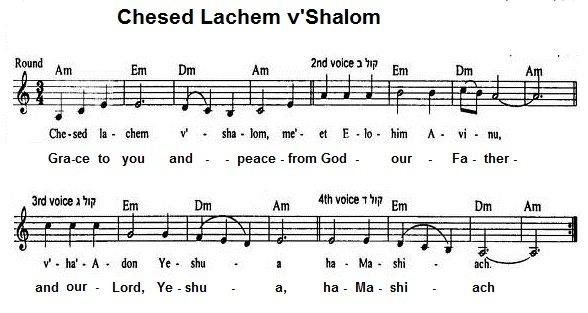 Chesed Lachem v'Shalom
Round
Am Em Dm Am 2nd voice קול ב Em Dm Am
3 4
Che-sed la-chem v'-sha-lom, me'-et E-lo-him A-vi-nu,
Gra-ce to you and - - peace-from God - our - Fa-ther-
3rd voice קול ג Em Dm Am 4th voice קול ד Em Dm Am
v'-ha'-A-don Ye-shu-a ha-Ma-shi-ach.
and our-Lord, Ye-shu-a, ha-Ma-shi-ach